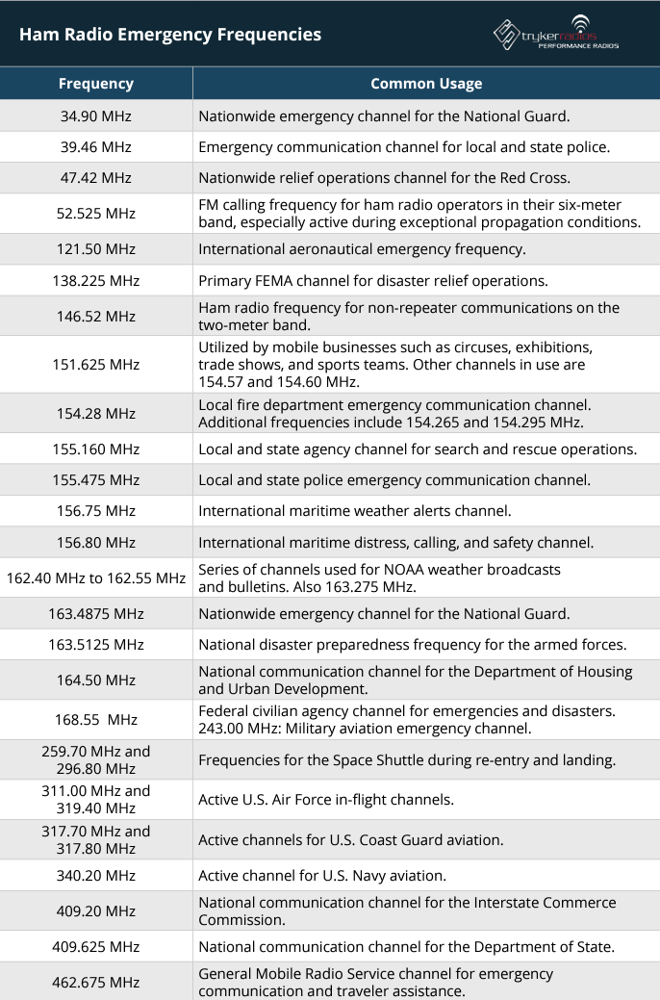 Ham Radio Emergency Frequencies
trykerradios
PERFORMANCE RADIOS
Frequency
Common Usage
34.90 MHz
Nationwide emergency channel for the National Guard.
39.46 MHz
Emergency communication channel for local and state police.
47.42 MHz
Nationwide relief operations channel for the Red Cross.
52.525 MHz
FM calling frequency for ham radio operators in their six-meter
band, especially active during exceptional propagation conditions.
121.50 MHz
International aeronautical emergency frequency.
138.225 MHz
Primary FEMA channel for disaster relief operations.
146.52 MHz
Ham radio frequency for non-repeater communications on the
two-meter band.
151.625 MHz
Utilized by mobile businesses such as circuses, exhibitions,
trade shows, and sports teams. Other channels in use are
154.57 and 154.60 MHz.
154.28 MHz
Local fire department emergency communication channel.
Additional frequencies include 154.265 and 154.295 MHz.
155.160 MHz
Local and state agency channel for search and rescue operations.
155.475 MHz
Local and state police emergency communication channel.
156.75 MHz
International maritime weather alerts channel.
156.80 MHz
International maritime distress, calling, and safety channel.
162.40 MHz to 162.55 MHz
Series of channels used for NOAA weather broadcasts
and bulletins. Also 163.275 MHz.
163.4875 MHz
Nationwide emergency channel for the National Guard.
163.5125 MHz
National disaster preparedness frequency for the armed forces.
164.50 MHz
National communication channel for the Department of Housing
and Urban Development.
168.55 MHz
Federal civilian agency channel for emergencies and disasters.
243.00 MHz: Military aviation emergency channel.
259.70 MHz and
296.80 MHz
Frequencies for the Space Shuttle during re-entry and landing.
311.00 MHz and
319.40 MHz
Active U.S. Air Force in-flight channels.
317.70 MHz and
317.80 MHz
Active channels for U.S. Coast Guard aviation.
340.20 MHz
Active channel for U.S. Navy aviation.
409.20 MHz
National communication channel for the Interstate Commerce
Commission.
409.625 MHz
National communication channel for the Department of State.
462.675 MHz
General Mobile Radio Service channel for emergency
communication and traveler assistance.